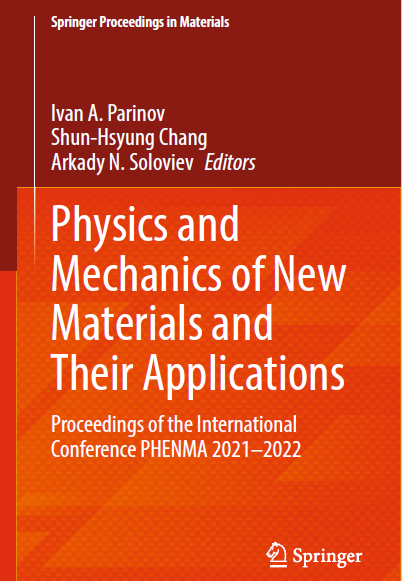 Springer Proceedings in Materials
Ivan A. Parinov
Shun-Hsyung Chang
Arkady N. Soloviev Editors
Physics and
Mechanics of New
Materials and
Their Applications
Proceedings of the International
Conference PHENMA 2021–2022
Springer